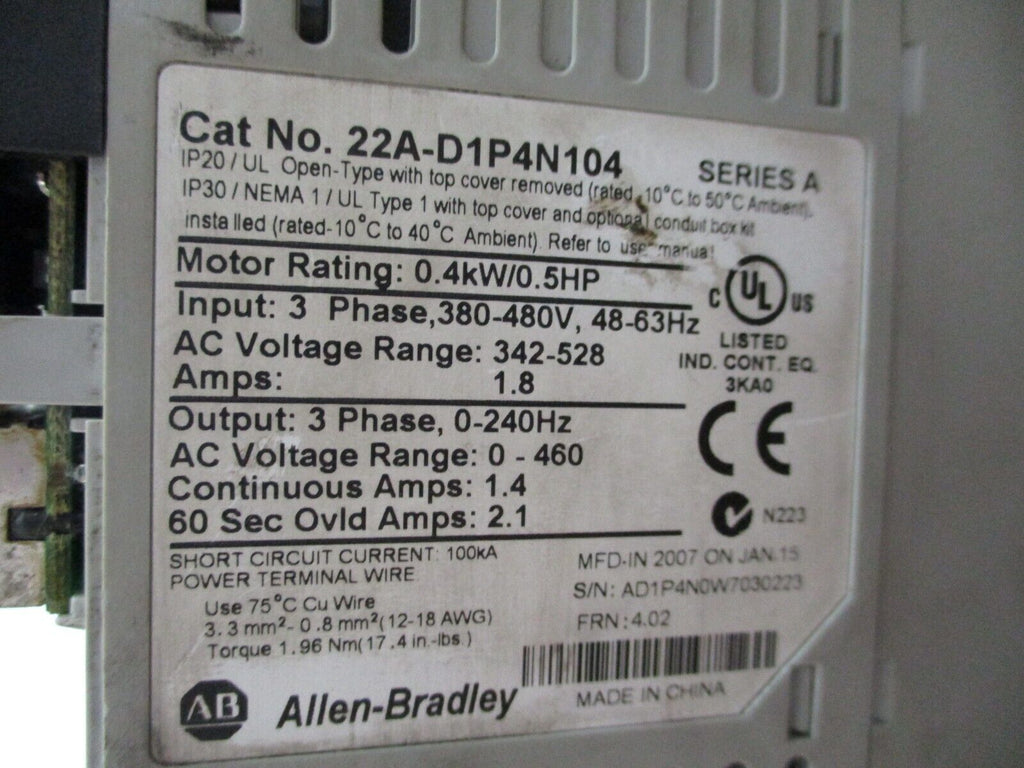 Cat No. 22A-D1P4N104
SERIES A
IP20 / UL Open-Type with top cover removed (rated -10°C to 50°C Ambient).
IP30 / NEMA 1 / UL Type 1 with top cover and optional conduit box kit
installed (rated-10°C to 40°C Ambient). Refer to user manual
Motor Rating: 0.4kW/0.5HP
Input: 3 Phase,380-480V, 48-63Hz
AC Voltage Range: 342-528
Amps: 1.8
C UL US
LISTED
IND. CONT. EQ.
3KA0
CE
N223
Output: 3 Phase, 0-240Hz
AC Voltage Range: 0 - 460
Continuous Amps: 1.4
60 Sec Ovld Amps: 2.1
SHORT CIRCUIT CURRENT: 100kA
POWER TERMINAL WIRE
Use 75°C Cu Wire
3.3 mm²- 0.8 mm²(12-18 AWG)
Torque 1.96 Nm(17.4 in.-lbs.)
MFD-IN 2007 ON JAN.15
S/N: AD1P4N0W7030223
FRN:4.02
MADE IN CHINA
AB Allen-Bradley